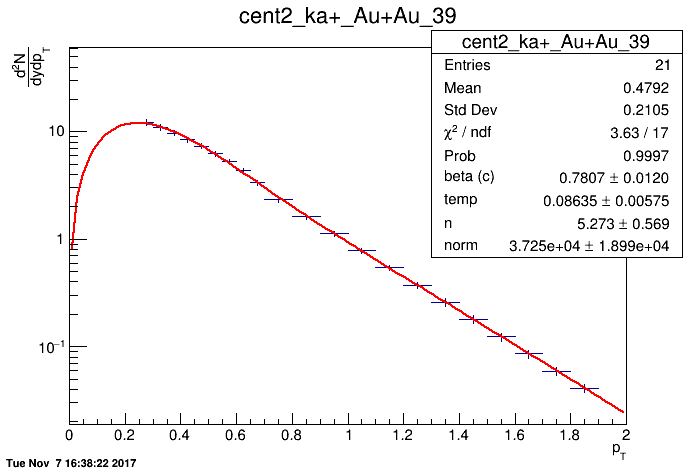 cent2_ka+_Au+Au_39
cent2_ka+_Au+Au_39
Entries 21
Mean 0.4792
Std Dev 0.2105
χ² / ndf 3.63 / 17
Prob 0.9997
beta (c) 0.7807 ± 0.0120
temp 0.08635 ± 0.00575
n 5.273 ± 0.569
norm 3.725e+04 ± 1.899e+04
d²N
dydp_T
10
1
10⁻¹
0 0.2 0.4 0.6 0.8 1 1.2 1.4 1.6 1.8 2
p_T
Tue Nov 7 16:38:22 2017